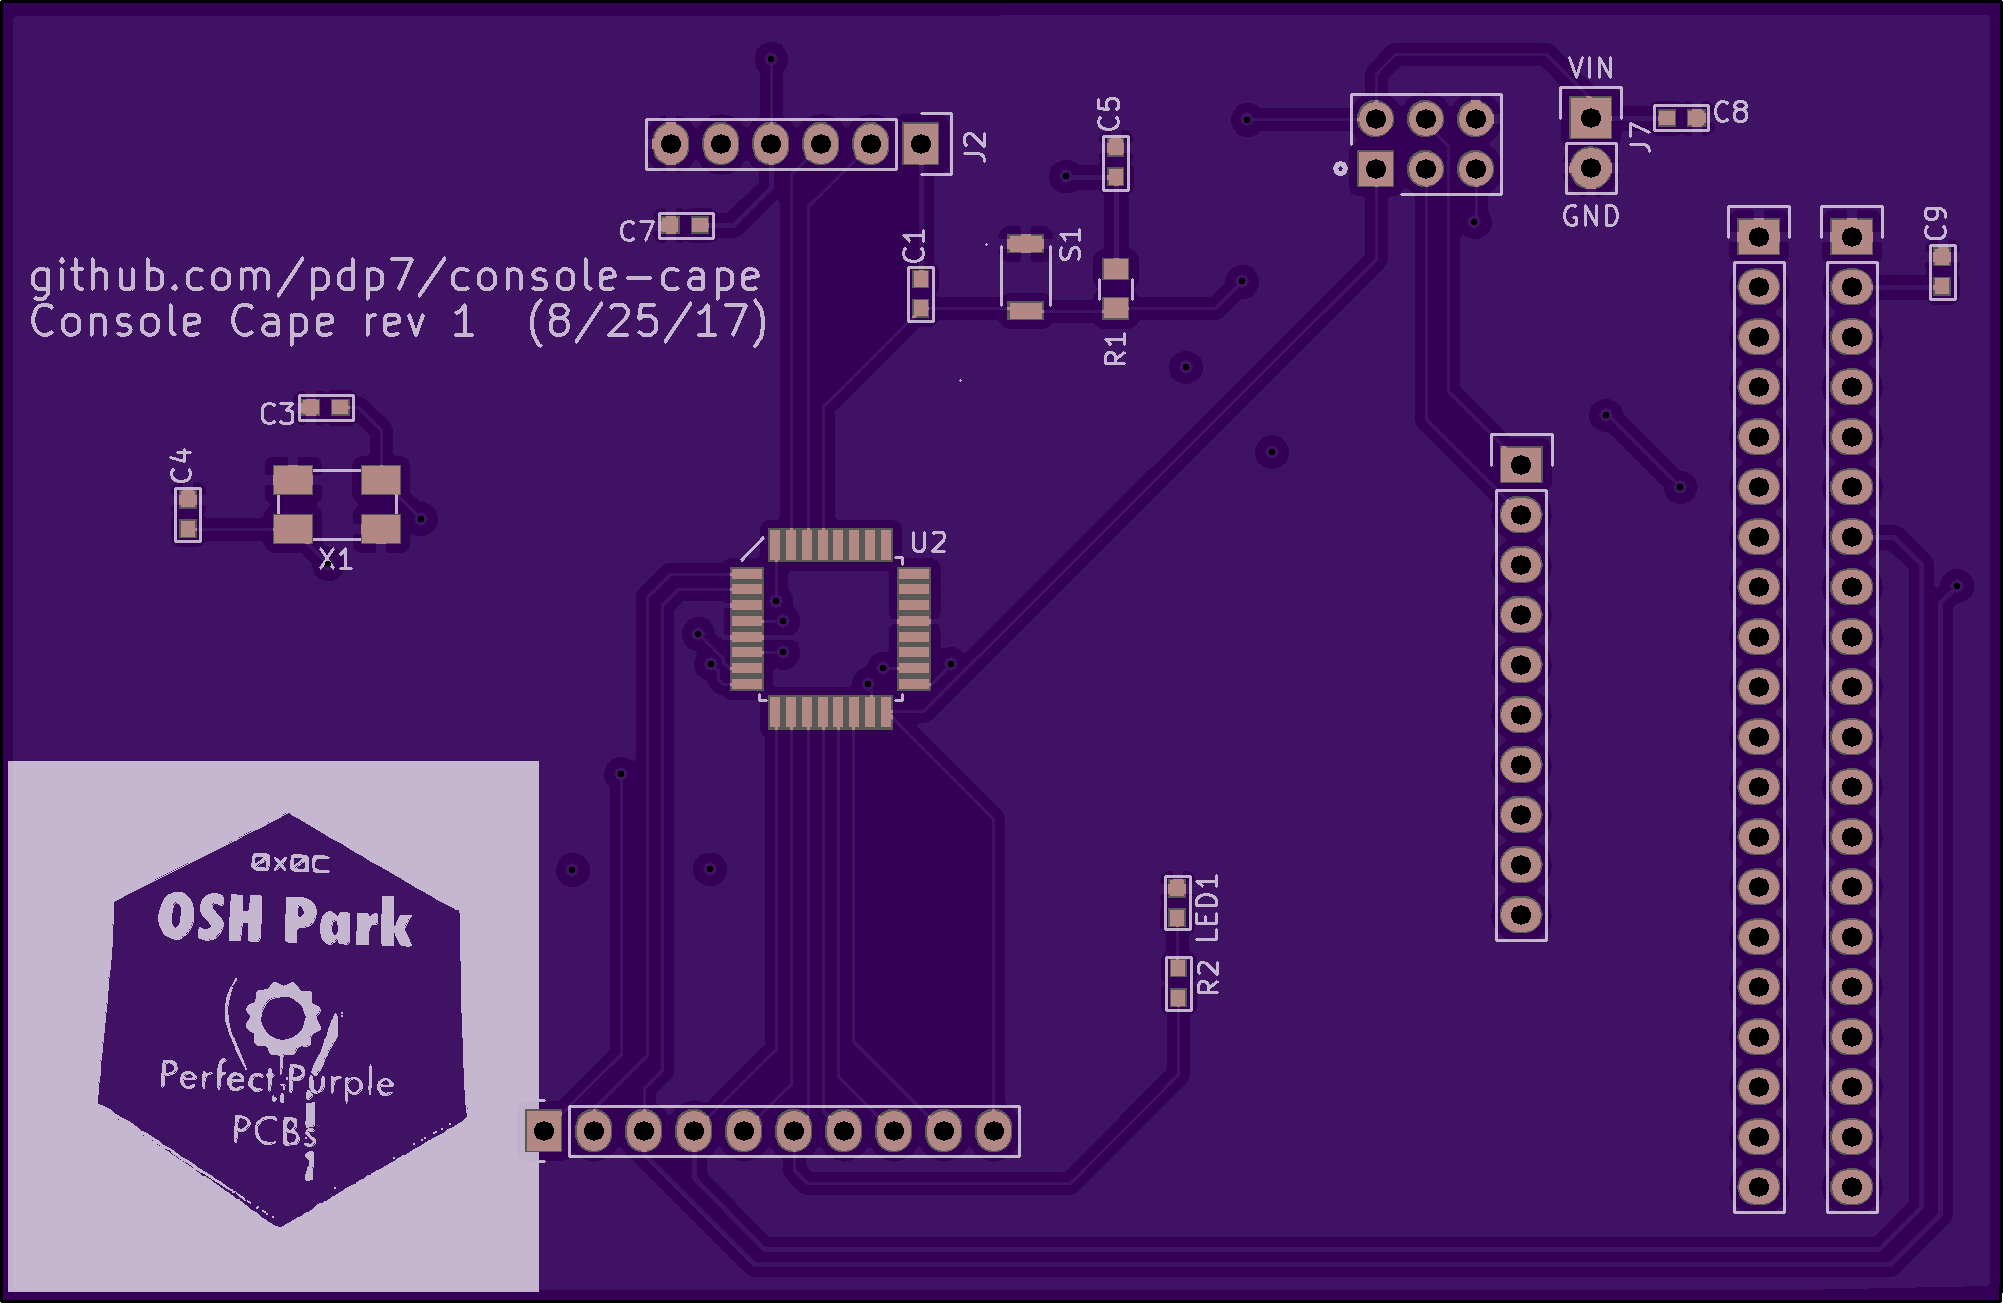 VIN
C5
C8
J2
J7
C7
GND
C1
S1
C9
github.com/pdp7/console-cape
Console Cape rev 1 (8/25/17)
R1
C3
C4
U2
X1
0x0C
OSH Park
LED1
R2
Perfect Purple
PCBs